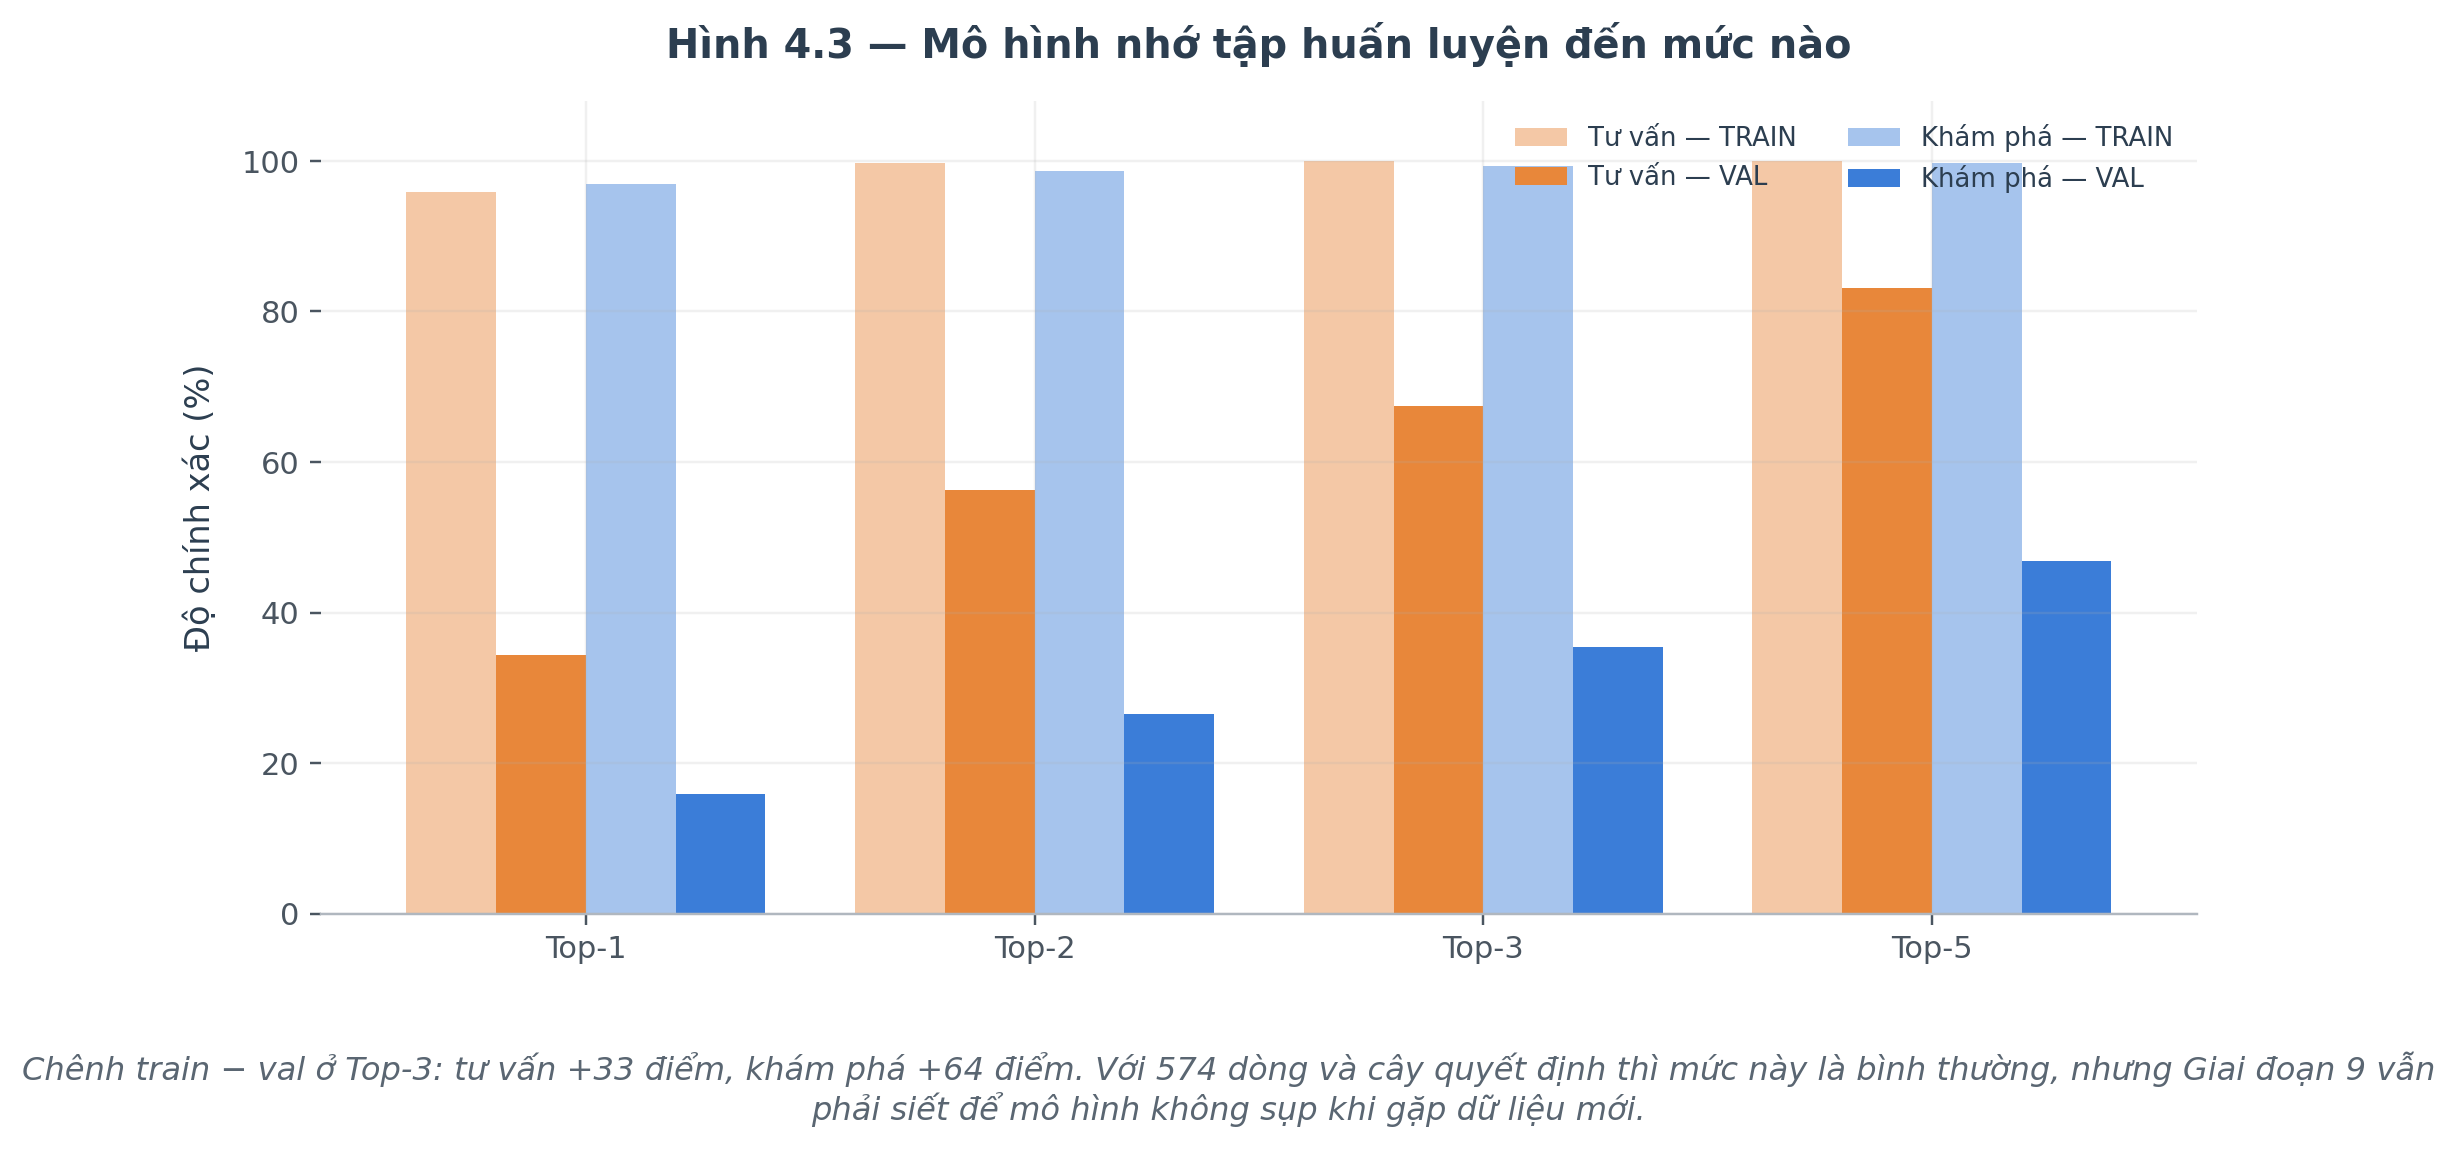 Hình 4.3 — Mô hình nhớ tập huấn luyện đến mức nào
Tư vấn — TRAIN
Tư vấn — VAL
Khám phá — TRAIN
Khám phá — VAL
Độ chính xác (%)
100
80
60
40
20
0
Top-1
Top-2
Top-3
Top-5
Chênh train − val ở Top-3: tư vấn +33 điểm, khám phá +64 điểm. Với 574 dòng và cây quyết định thì mức này là bình thường, nhưng Giai đoạn 9 vẫn
phải siết để mô hình không sụp khi gặp dữ liệu mới.